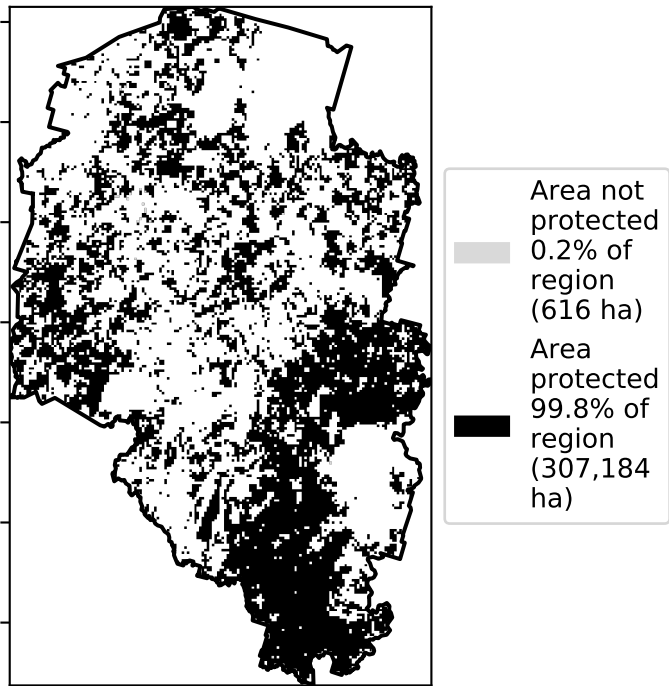 Area not
protected
0.2% of
region
(616 ha)
Area
protected
99.8% of
region
(307,184
ha)